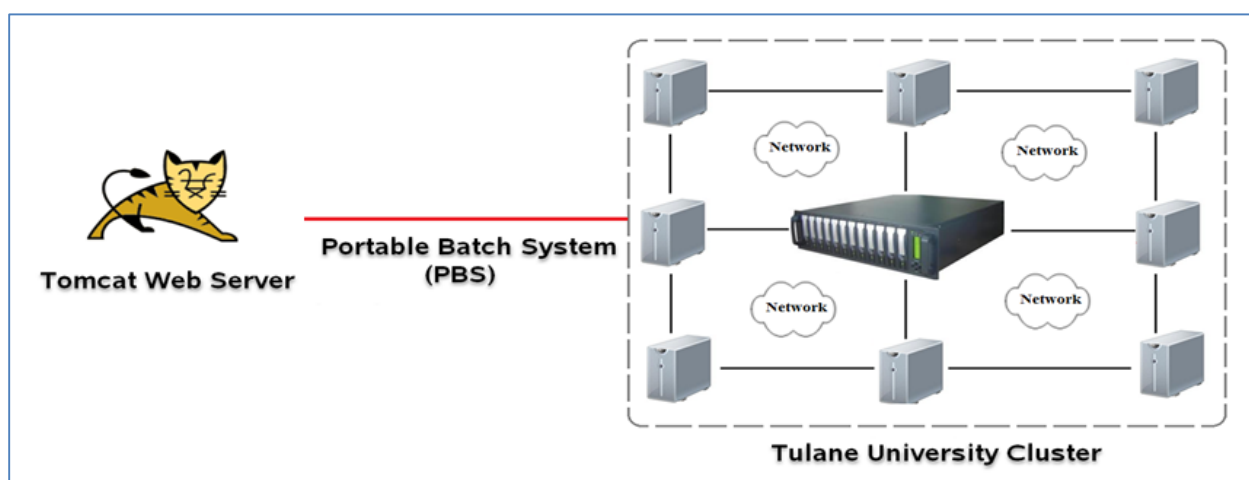 Network
Network
Portable Batch System
(PBS)
Tomcat Web Server
Network
Network
Tulane University Cluster